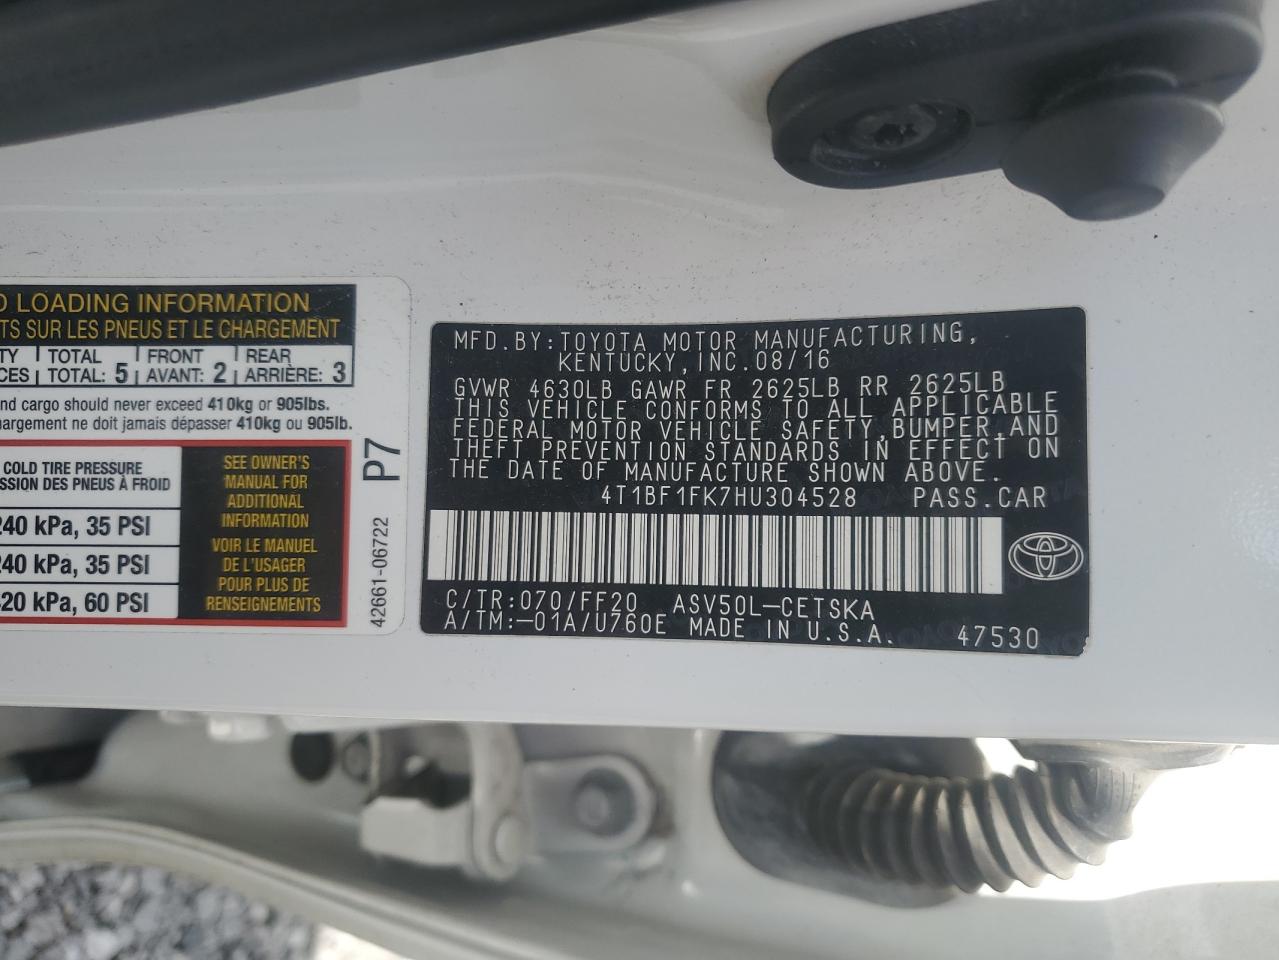 D LOADING INFORMATION
TS SUR LES PNEUS ET LE CHARGEMENT
TY TOTAL FRONT REAR
CES TOTAL: 5 AVANT: 2 ARRIÈRE: 3
nd cargo should never exceed 410kg or 905lbs.
hargement ne doit jamais dépasser 410kg ou 905lb.
COLD TIRE PRESSURE
SSION DES PNEUS À FROID
240 kPa, 35 PSI
240 kPa, 35 PSI
420 kPa, 60 PSI
SEE OWNER'S
MANUAL FOR
ADDITIONAL
INFORMATION
VOIR LE MANUEL
DE L'USAGER
POUR PLUS DE
RENSEIGNEMENTS
P7
42661-06722
MFD. BY: TOYOTA MOTOR MANUFACTURING,
KENTUCKY, INC. 08/16
GVWR 4630LB GAWR FR 2625LB RR 2625LB
THIS VEHICLE CONFORMS TO ALL APPLICABLE
FEDERAL MOTOR VEHICLE SAFETY, BUMPER, AND
THEFT PREVENTION STANDARDS IN EFFECT ON
THE DATE OF MANUFACTURE SHOWN ABOVE.
4T1BF1FK7HU304528 PASS. CAR
C/TR: 070/FF20 ASV50L-CETSKA
A/TM: -01A/U760E MADE IN U.S.A. 47530